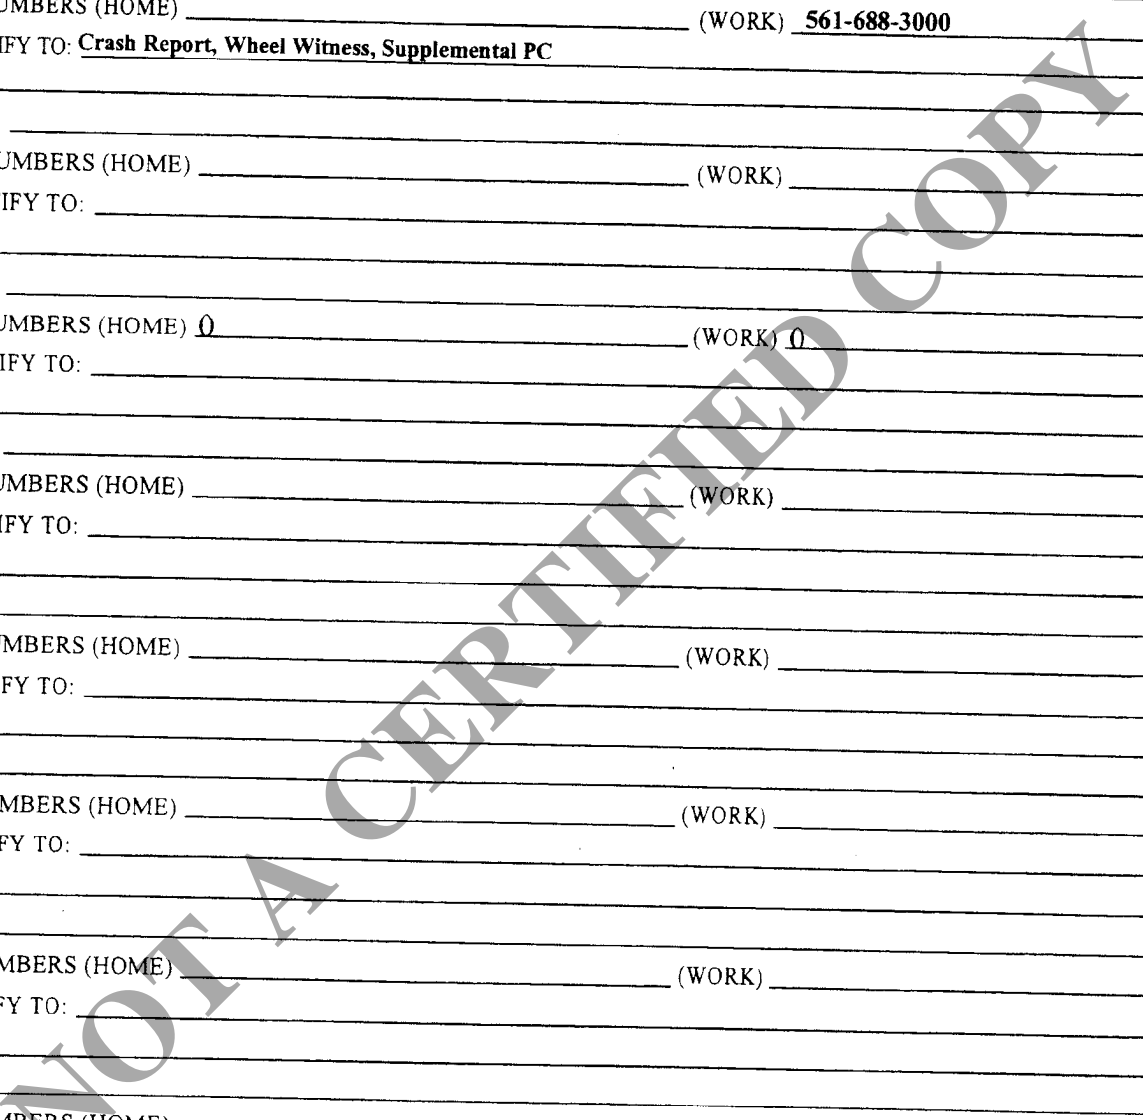 UMBERS (HOME) (WORK) 561-688-3000
IFY TO: Crash Report, Wheel Witness, Supplemental PC
UMBERS (HOME) (WORK)
IFY TO:
UMBERS (HOME) () (WORK) ()
IFY TO:
UMBERS (HOME) (WORK)
IFY TO:
UMBERS (HOME) (WORK)
FY TO:
MBERS (HOME) (WORK)
FY TO:
MBERS (HOME) (WORK)
FY TO:
MBERS (HOME)
NOT A CERTIFIED COPY